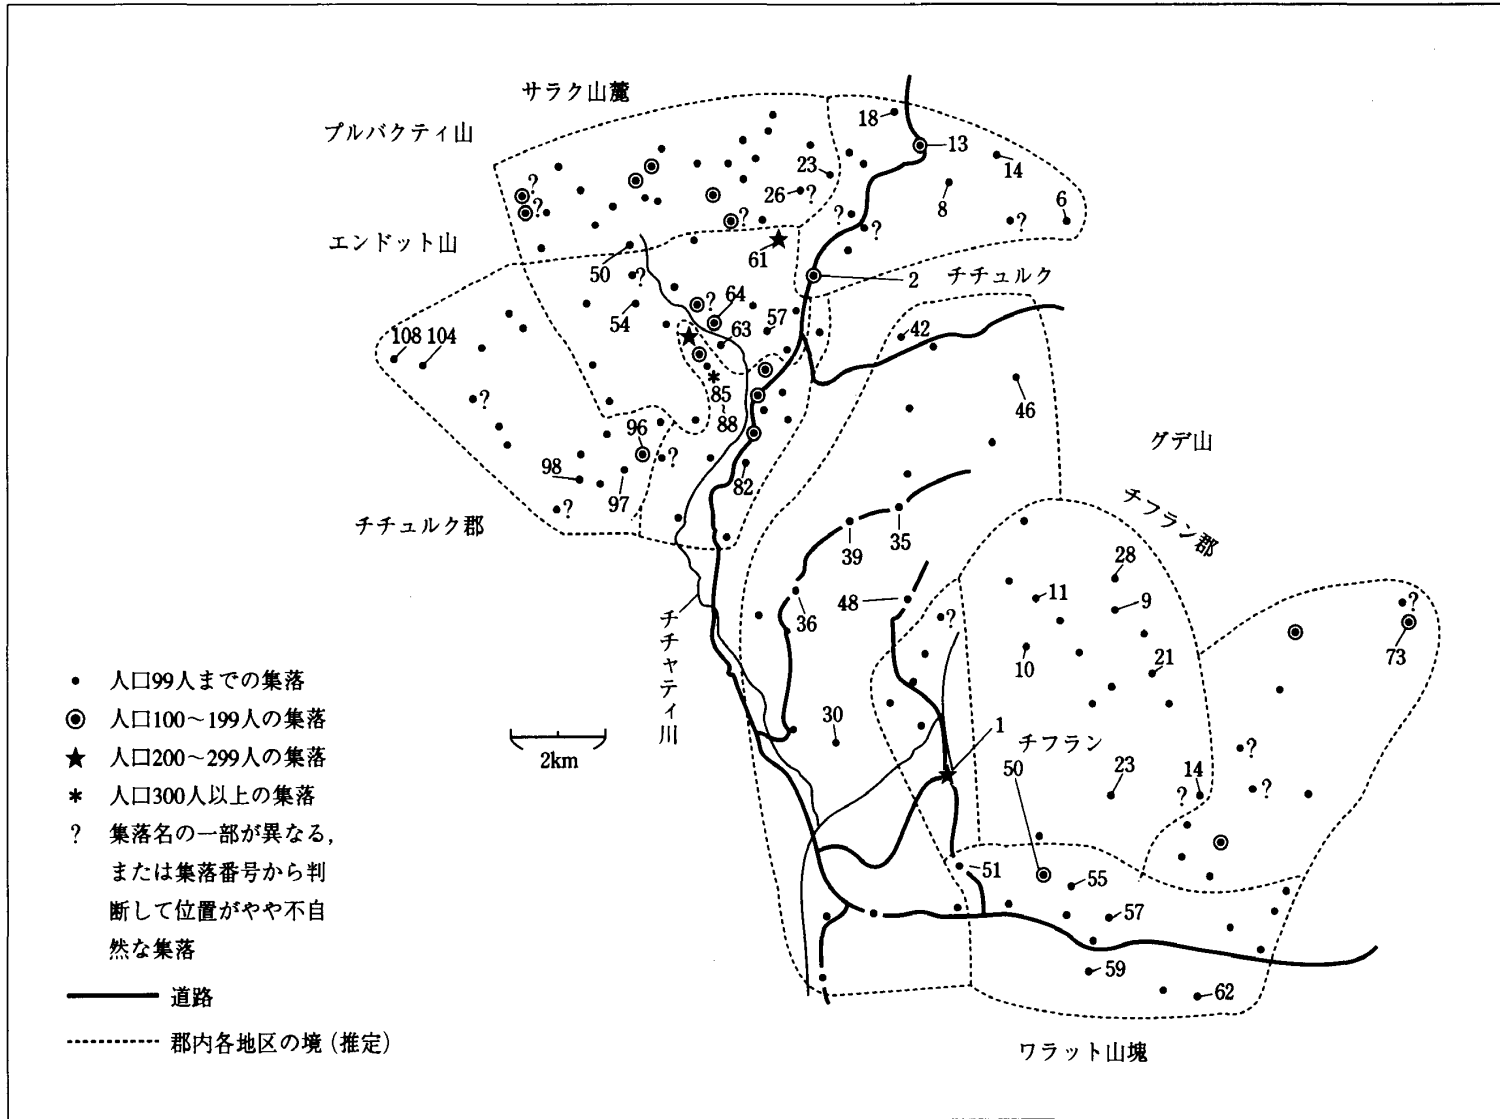 サラク山麓
プルバクティ山
18
13
14
23
26
?
?
?
?
8
6
?
?
?
エンドット山
61
50
2
チチュルク
?
?
64
54
57
63
42
108
104
85
~
88
46
?
グデ山
96
?
98
97
82
?
チチュルク郡
チフラン郡
39
35
28
11
9
48
36
?
10
21
?
73
チチャティ川
30
1
チフラン
?
50
23
14
?
?
51
55
57
59
62
ワラット山塊
2km
人口99人までの集落
人口100~199人の集落
人口200~299人の集落
* 人口300人以上の集落
? 集落名の一部が異なる,
または集落番号から判
断して位置がやや不自
然な集落
道路
郡内各地区の境(推定)